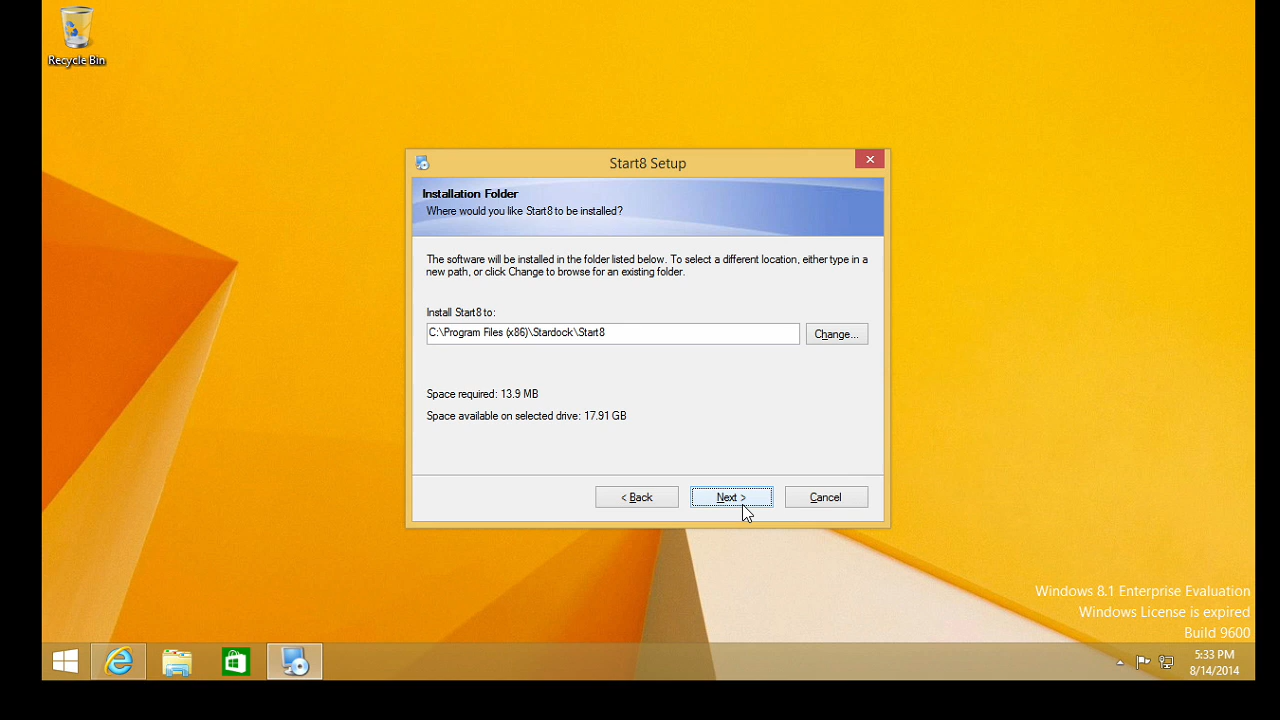 Recycle Bin
Start8 Setup
Installation Folder
Where would you like Start8 to be installed?
The software will be installed in the folder listed below. To select a different location, either type in a
new path, or click Change to browse for an existing folder.
Install Start8 to:
C:\Program Files (x86)\Stardock\Start8
Change...
Space required: 13.9 MB
Space available on selected drive: 17.91 GB
< Back
Next >
Cancel
Windows 8.1 Enterprise Evaluation
Windows License is expired
Build 9600
5:33 PM
8/14/2014